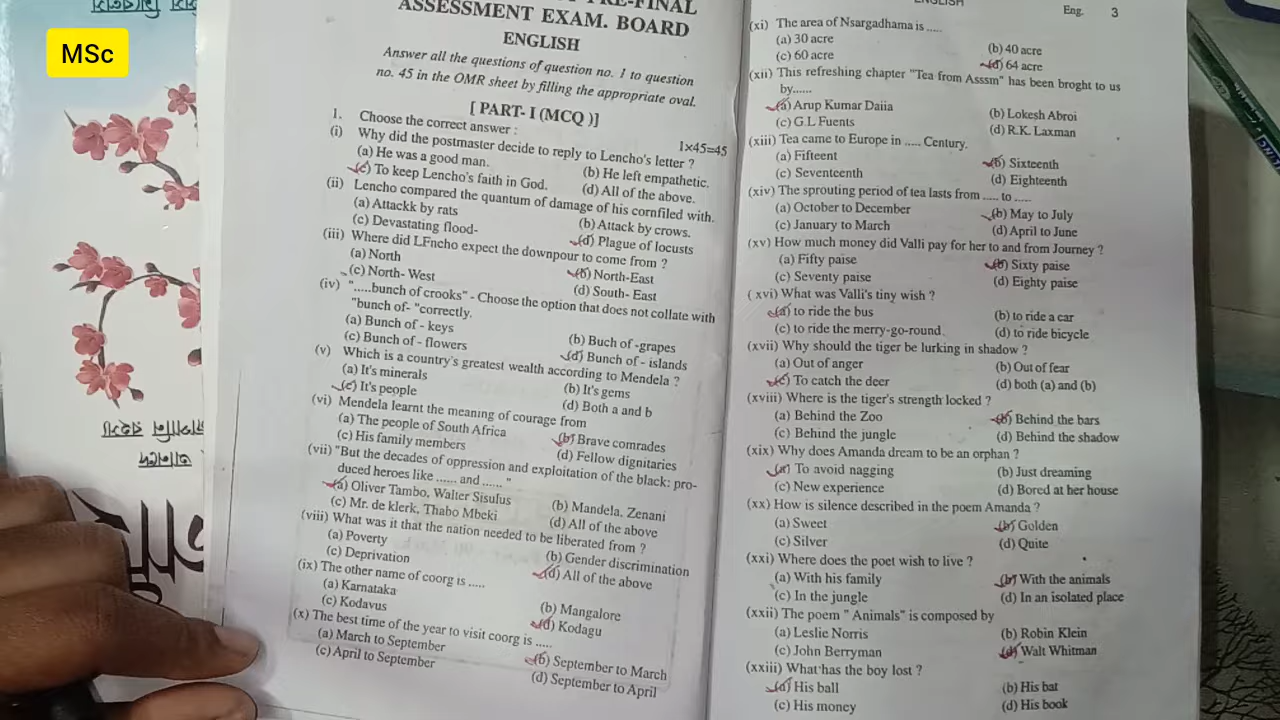 MSc
PRE-FINAL
ASSESSMENT EXAM. BOARD
ENGLISH
Answer all the questions of question no. 1 to question
no. 45 in the OMR sheet by filling the appropriate oval.
[ PART- I (MCQ )]
1. Choose the correct answer : 1×45=45
(i) Why did the postmaster decide to reply to Lencho's letter ?
(a) He was a good man. (b) He left empathetic.
(c) To keep Lencho's faith in God. (d) All of the above.
(ii) Lencho compared the quantum of damage of his cornfiled with.
(a) Attackk by rats (b) Attack by crows.
(c) Devastating flood- (d) Plague of locusts
(iii) Where did LFncho expect the downpour to come from ?
(a) North (b) North-East
(c) North- West (d) South- East
(iv) ".....bunch of crooks" - Choose the option that does not collate with
"bunch of- "correctly.
(a) Bunch of - keys (b) Buch of -grapes
(c) Bunch of - flowers (d) Bunch of - islands
(v) Which is a country's greatest wealth according to Mendela ?
(a) It's minerals (b) It's gems
(c) It's people (d) Both a and b
(vi) Mendela learnt the meaning of courage from
(a) The people of South Africa (b) Brave comrades
(c) His family members (d) Fellow dignitaries
(vii) "But the decades of oppression and exploitation of the black: pro-
duced heroes like ...... and ...... "
(a) Oliver Tambo, Walter Sisulus (b) Mandela, Zenani
(c) Mr. de klerk, Thabo Mbeki (d) All of the above
(viii) What was it that the nation needed to be liberated from ?
(a) Poverty (b) Gender discrimination
(c) Deprivation (d) All of the above
(ix) The other name of coorg is .....
(a) Karnataka (b) Mangalore
(c) Kodavus (d) Kodagu
(x) The best time of the year to visit coorg is .....
(a) March to September (b) September to March
(c) April to September (d) September to April
ENGLISH Eng. 3
(xi) The area of Nsargadhama is .....
(a) 30 acre (b) 40 acre
(c) 60 acre (d) 64 acre
(xii) This refreshing chapter "Tea from Asssm" has been broght to us
by......
(a) Arup Kumar Daiia (b) Lokesh Abroi
(c) G.L Fuents (d) R.K. Laxman
(xiii) Tea came to Europe in ..... Century.
(a) Fifteent (b) Sixteenth
(c) Seventeenth (d) Eighteenth
(xiv) The sprouting period of tea lasts from ..... to .....
(a) October to December (b) May to July
(c) January to March (d) April to June
(xv) How much money did Valli pay for her to and from Journey ?
(a) Fifty paise (b) Sixty paise
(c) Seventy paise (d) Eighty paise
(xvi) What was Valli's tiny wish ?
(a) to ride the bus (b) to ride a car
(c) to ride the merry-go-round. (d) to ride bicycle
(xvii) Why should the tiger be lurking in shadow ?
(a) Out of anger (b) Out of fear
(c) To catch the deer (d) both (a) and (b)
(xviii) Where is the tiger's strength locked ?
(a) Behind the Zoo (b) Behind the bars
(c) Behind the jungle (d) Behind the shadow
(xix) Why does Amanda dream to be an orphan ?
(a) To avoid nagging (b) Just dreaming
(c) New experience (d) Bored at her house
(xx) How is silence described in the poem Amanda ?
(a) Sweet (b) Golden
(c) Silver (d) Quite
(xxi) Where does the poet wish to live ?
(a) With his family (b) With the animals
(c) In the jungle (d) In an isolated place
(xxii) The poem " Animals" is composed by
(a) Leslie Norris (b) Robin Klein
(c) John Berryman (d) Walt Whitman
(xxiii) What has the boy lost ?
(a) His ball (b) His bat
(c) His money (d) His book